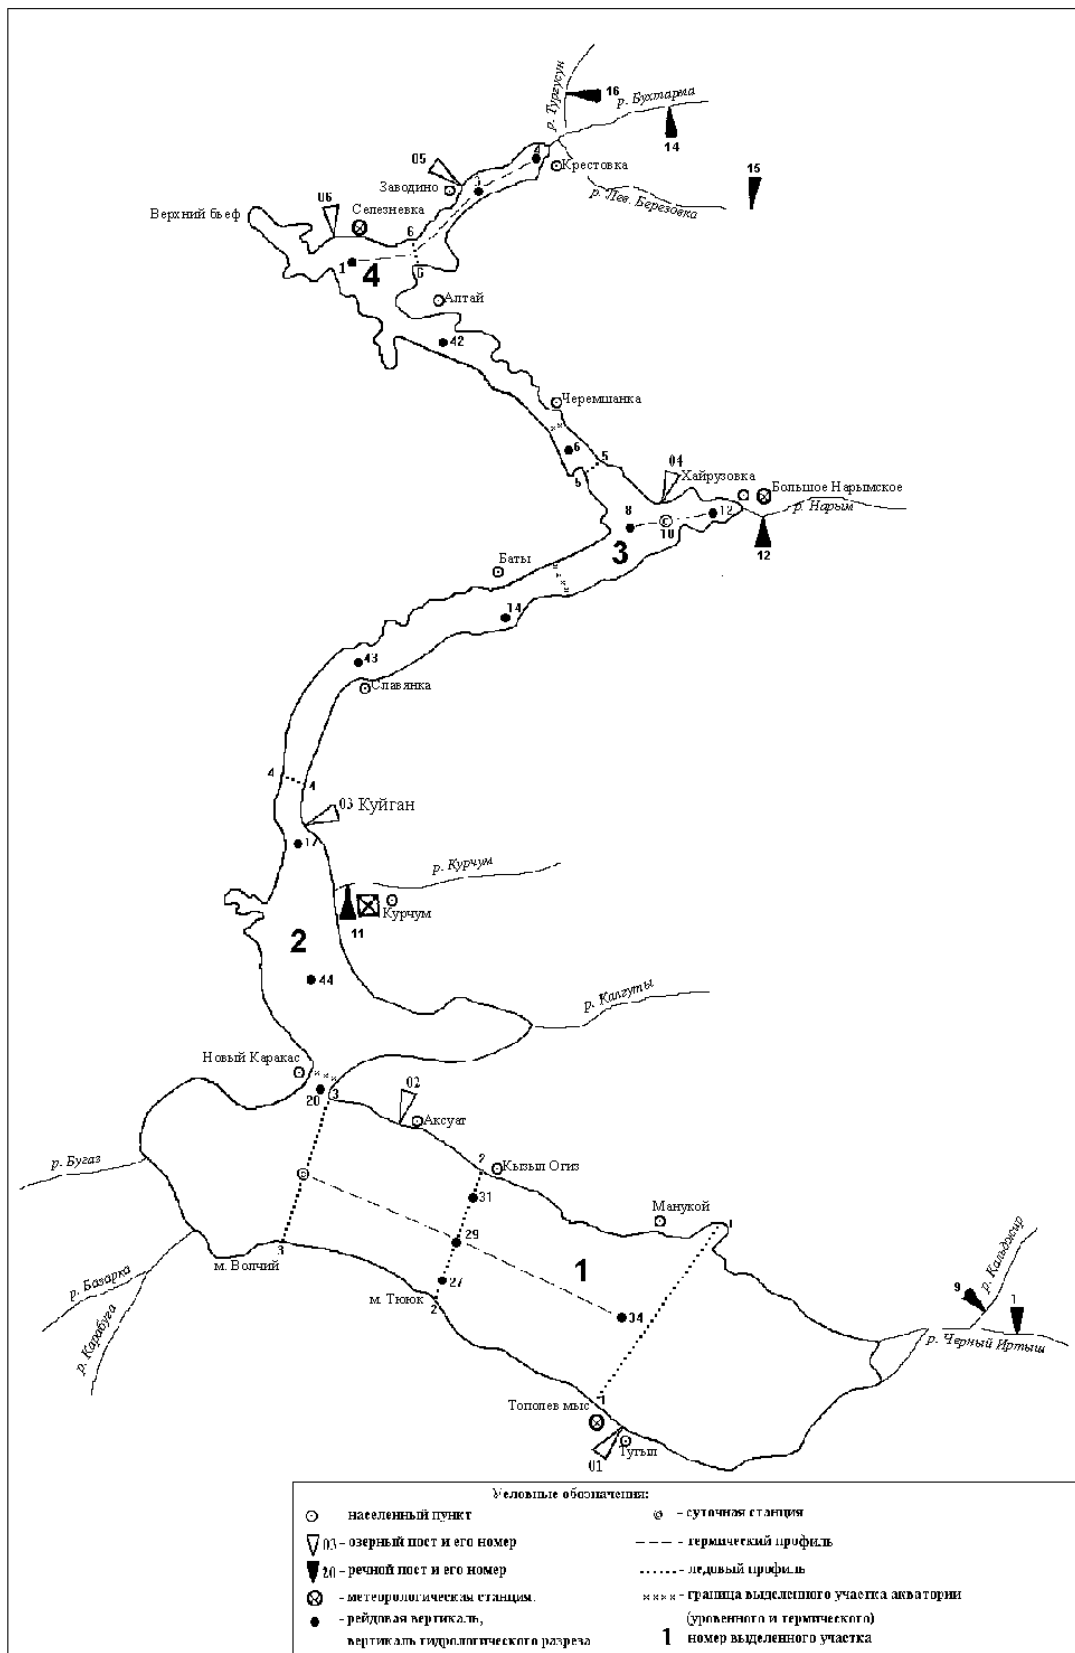 р. Тургусун
16
р. Бухтарма
14
4
Крестовка
05
Заводино
3
15
р. Лев. Березовка
06
Селезневка
Верхний бьеф
6
6
1
4
Алтай
42
Черемшанка
6
5
5
04
Хайрузовка
Большое Нарымское
р. Нарым
8
10
12
12
3
Баты
14
43
Славянка
4
4
03 Куйган
17
р. Курчум
Курчум
11
2
44
р. Калгуты
Новый Каракас
20
3
02
Аксуат
р. Бугаз
2
Кызыл Огиз
31
Манукой
1
29
3
м. Волчий
27
1
м. Тююк
2
34
р. Базарка
р. Карабуга
9
р. Кальджир
1
р. Черный Иртыш
1
Тополев мыс
Тугыл
01
Условные обозначения:
- населенный пункт
03 - озерный пост и его номер
20 - речной пост и его номер
- метеорологическая станция.
- рейдовая вертикаль,
вертикаль гидрологического разреза
- суточная станция
- термический профиль
- ледовый профиль
- граница выделенного участка акватории
(уровенного и термического)
1 номер выделенного участка